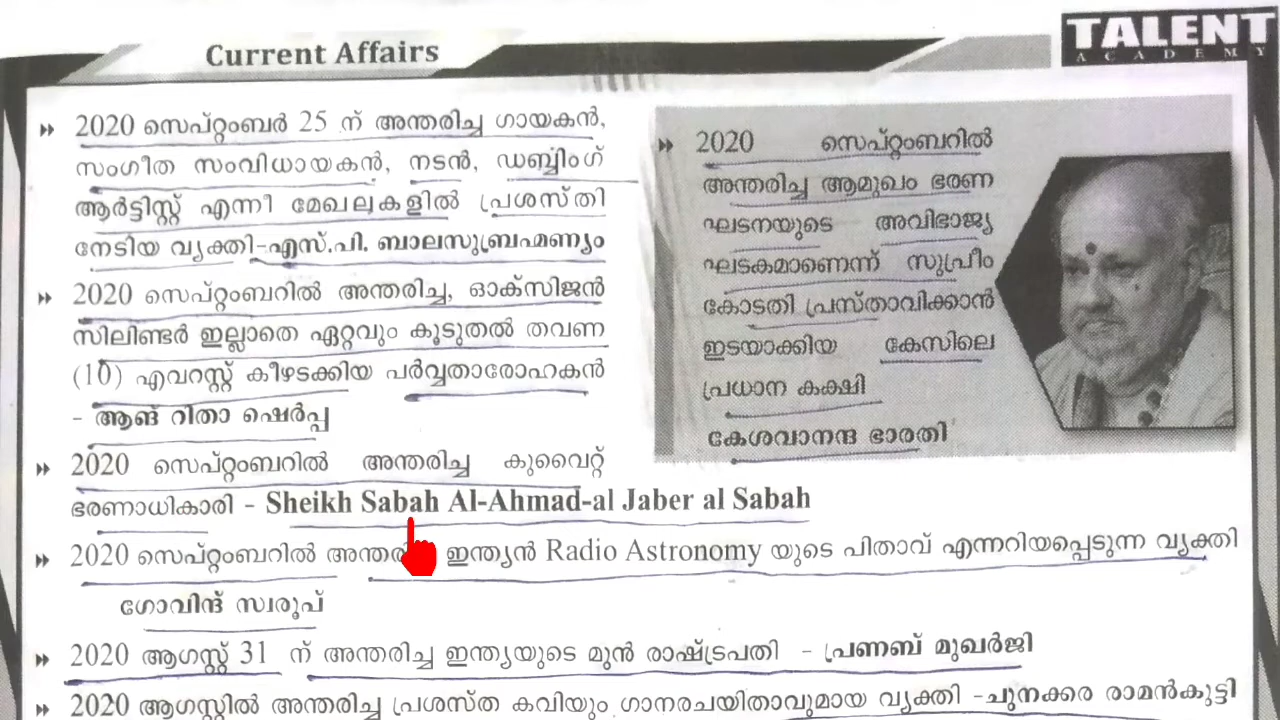 Current Affairs
TALENT
ACADEMY
2020 സെപ്റ്റംബർ 25 ന് അന്തരിച്ച ഗായകൻ,
സംഗീത സംവിധായകൻ, നടൻ, ഡബ്ബിംഗ്
ആർട്ടിസ്റ്റ് എന്നീ മേഖലകളിൽ പ്രശസ്തി
നേടിയ വ്യക്തി-എസ്.പി. ബാലസുബ്രഹ്മണ്യം
2020 സെപ്റ്റംബറിൽ അന്തരിച്ച, ഓക്സിജൻ
സിലിണ്ടർ ഇല്ലാതെ ഏറ്റവും കൂടുതൽ തവണ
(10) എവറസ്റ്റ് കീഴടക്കിയ പർവ്വതാരോഹകൻ
- ആങ് റിതാ ഷെർപ്പ
2020 സെപ്റ്റംബറിൽ അന്തരിച്ച കുവൈറ്റ്
ഭരണാധികാരി - Sheikh Sabah Al-Ahmad-al Jaber al Sabah
2020 സെപ്റ്റംബറിൽ
അന്തരിച്ച ആമുഖം ഭരണ
ഘടനയുടെ അവിഭാജ്യ
ഘടകമാണെന്ന് സുപ്രീം
കോടതി പ്രസ്താവിക്കാൻ
ഇടയാക്കിയ കേസിലെ
പ്രധാന കക്ഷി
കേശവാനന്ദ ഭാരതി
2020 സെപ്റ്റംബറിൽ ഇന്ത്യൻ Radio Astronomy യുടെ പിതാവ് എന്നറിയപ്പെടുന്ന വ്യക്തി
ഗോവിന്ദ് സ്വരൂപ്
2020 ആഗസ്റ്റ് 31 ന് അന്തരിച്ച ഇന്ത്യയുടെ മുൻ രാഷ്ട്രപതി - പ്രണബ് മുഖർജി
2020 ആഗസ്റ്റിൽ അന്തരിച്ച പ്രശസ്ത കവിയും ഗാനരചയിതാവുമായ വ്യക്തി -ചുനക്കര രാമൻകുട്ടി